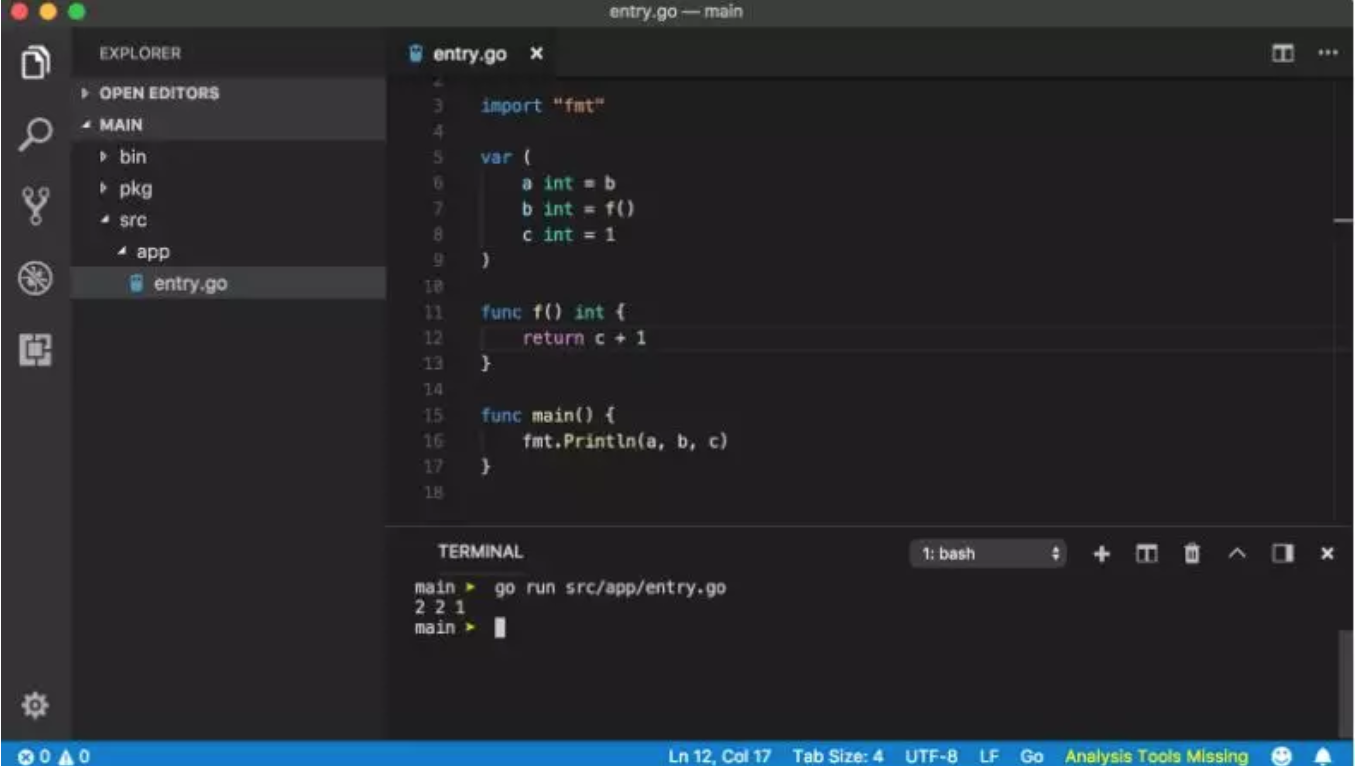 entry.go — main
EXPLORER
OPEN EDITORS
MAIN
bin
pkg
src
app
entry.go
entry.go
2
3 import "fmt"
4
5 var (
6 a int = b
7 b int = f()
8 c int = 1
9 )
10
11 func f() int {
12 return c + 1
13 }
14
15 func main() {
16 fmt.Println(a, b, c)
17 }
18
TERMINAL
1: bash
main ➤ go run src/app/entry.go
2 2 1
main ➤
0 0
Ln 12, Col 17 Tab Size: 4 UTF-8 LF Go Analysis Tools Missing